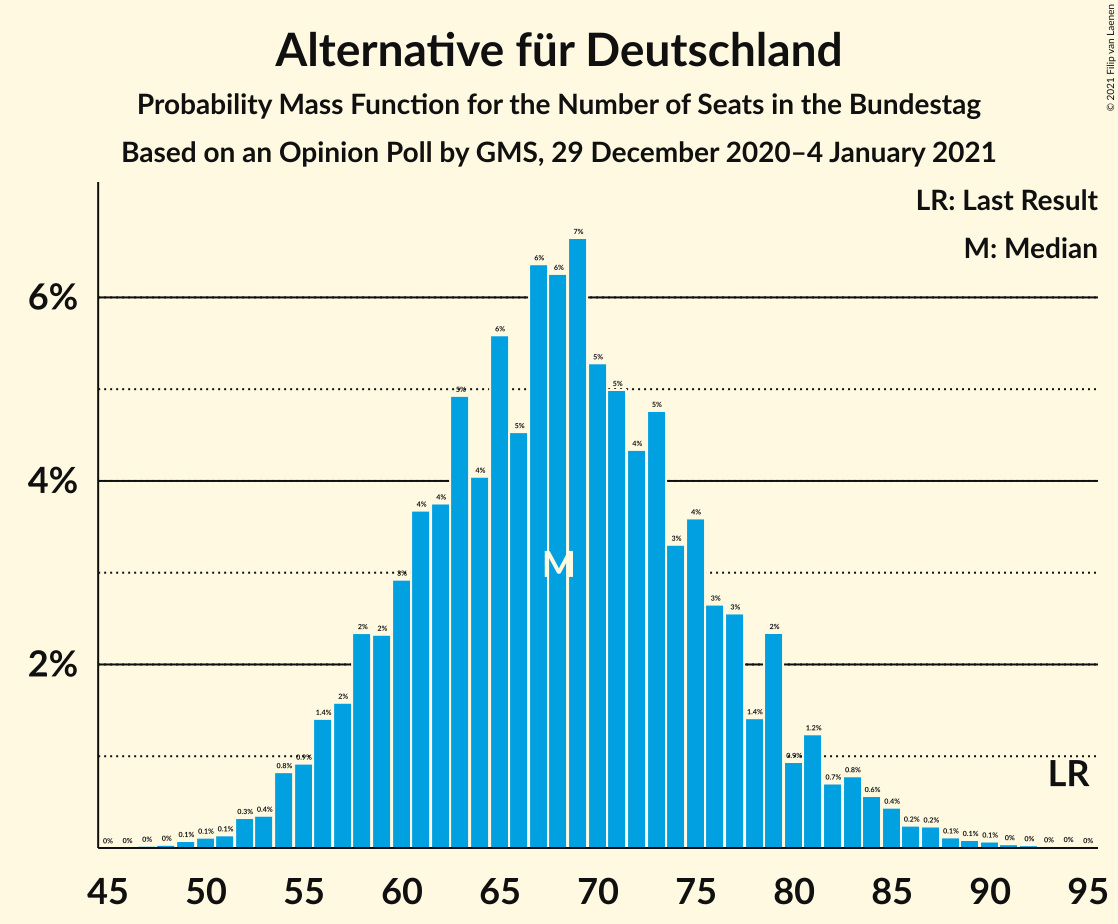 Alternative für Deutschland
Probability Mass Function for the Number of Seats in the Bundestag
Based on an Opinion Poll by GMS, 29 December 2020–4 January 2021
© 2021 Filip van Laenen
LR: Last Result
M: Median
6%
4%
2%
0% 0% 0% 0% 0.1% 0.1% 0.1% 0.3% 0.4% 0.8% 0.9% 1.4% 2% 2% 2% 3% 4% 4% 5% 4% 6% 5% 6% 6% 7% 5% 5% 4% 5% 3% 4% 3% 3% 1.4% 2% 0.9% 1.2% 0.7% 0.8% 0.6% 0.4% 0.2% 0.2% 0.1% 0.1% 0.1% 0% 0% 0% 0% 0%
M
LR
45 50 55 60 65 70 75 80 85 90 95